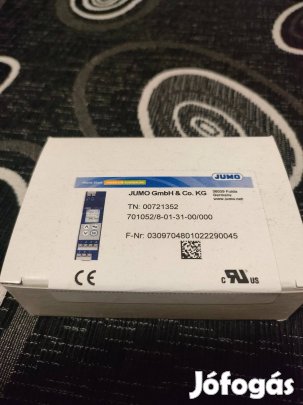 JUMO
JUMO GmbH & Co. KG
36035 Fulda
Germany
www.jumo.net
TN: 00721352
701052/8-01-31-00/000
F-Nr: 0309704801022290045
CE
c RU US
Jófogás